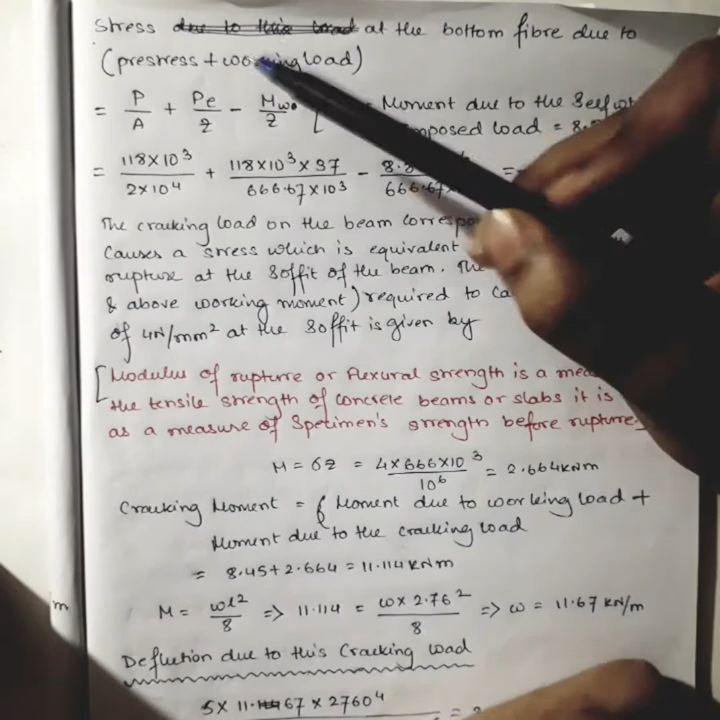 Stress due to this load at the bottom fibre due to
(prestress + working load)
= P/A + Pe/Z - Mw/Z [ = Moment due to the Self wt
imposed load = 8.
= 118×10³/2×10⁴ + 118×10³×37/666.67×10³ - 8. /666.67× =
The cracking load on the beam corresp
causes a stress which is equivalent
rupture at the soffit of the beam. The
& above working moment) required to ca
of 4N/mm² at the soffit is given by
[Modulus of rupture or flexural strength is a mea
the tensile strength of concrete beams or slabs it is
as a measure of Specimen's strength before rupture.
M = 6z = 4×666×10³/10⁶ = 2.664kNm
Cracking Moment = { Moment due to working load +
Moment due to the cracking load
= 8.45+2.664 = 11.114 kNm
M = ωl²/8 => 11.114 = ω×2.76²/8 => ω = 11.67 kN/m
Deflection due to this Cracking load
5 × 11.67 × 2760⁴ =